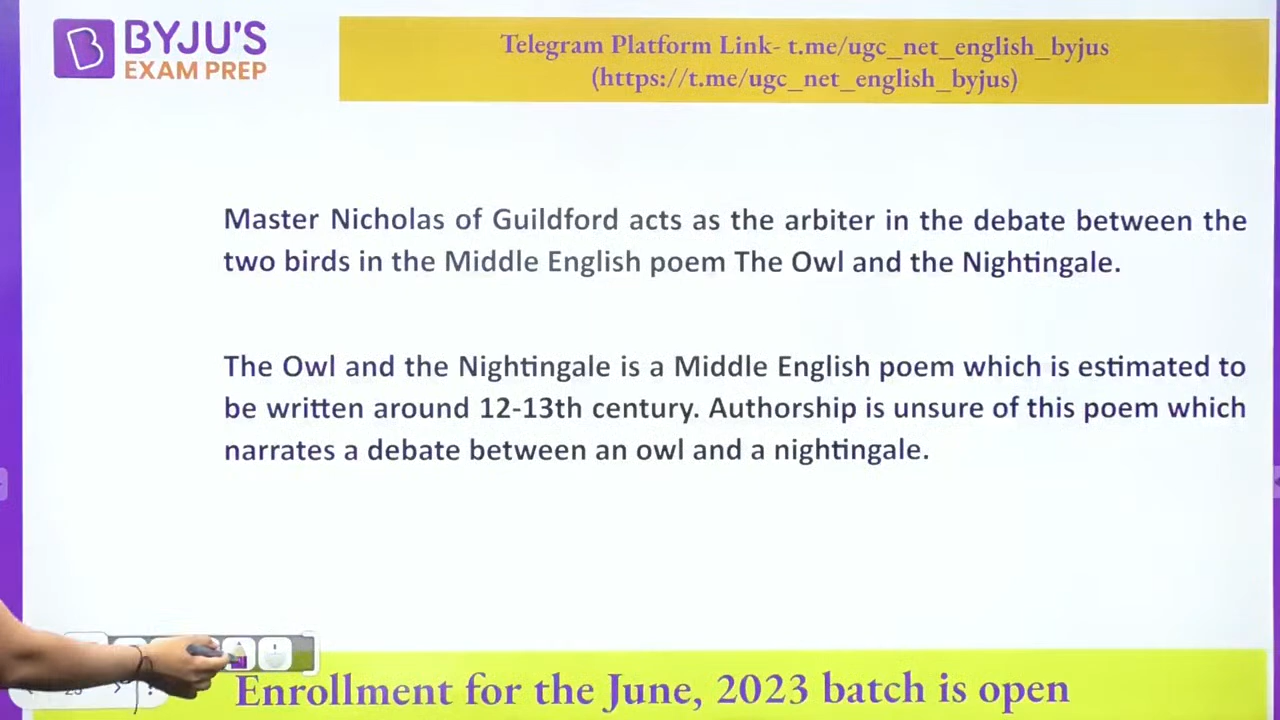 BYJU'S
EXAM PREP
Telegram Platform Link- t.me/ugc_net_english_byjus
(https://t.me/ugc_net_english_byjus)
Master Nicholas of Guildford acts as the arbiter in the debate between the
two birds in the Middle English poem The Owl and the Nightingale.
The Owl and the Nightingale is a Middle English poem which is estimated to
be written around 12-13th century. Authorship is unsure of this poem which
narrates a debate between an owl and a nightingale.
Enrollment for the June, 2023 batch is open